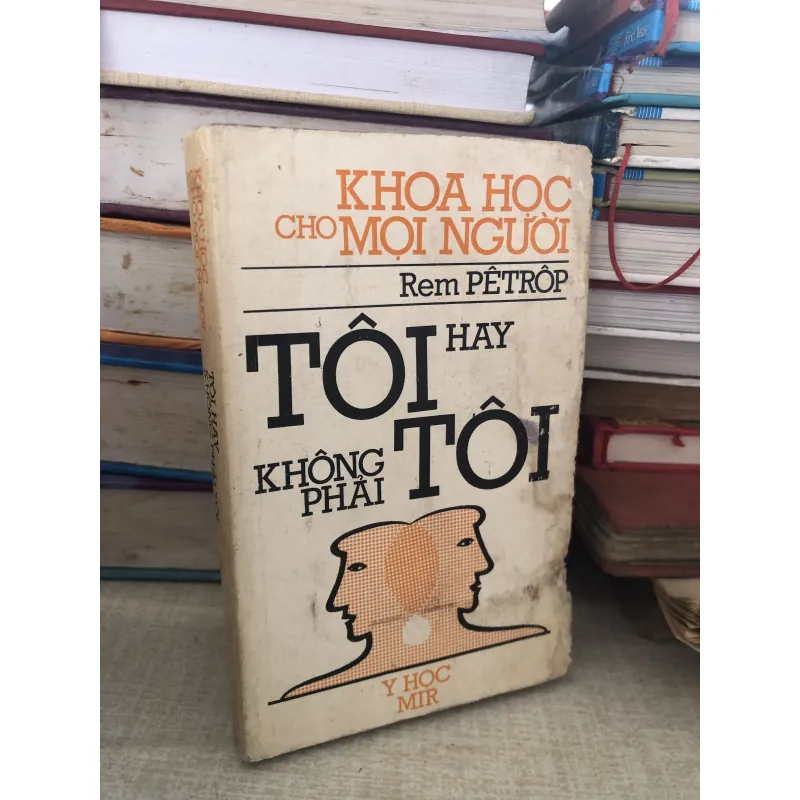 KHOA HỌC
CHO MỌI NGƯỜI
Rem PÊTRÔP
TÔI HAY
KHÔNG PHẢI TÔI
Y HỌC
MIR